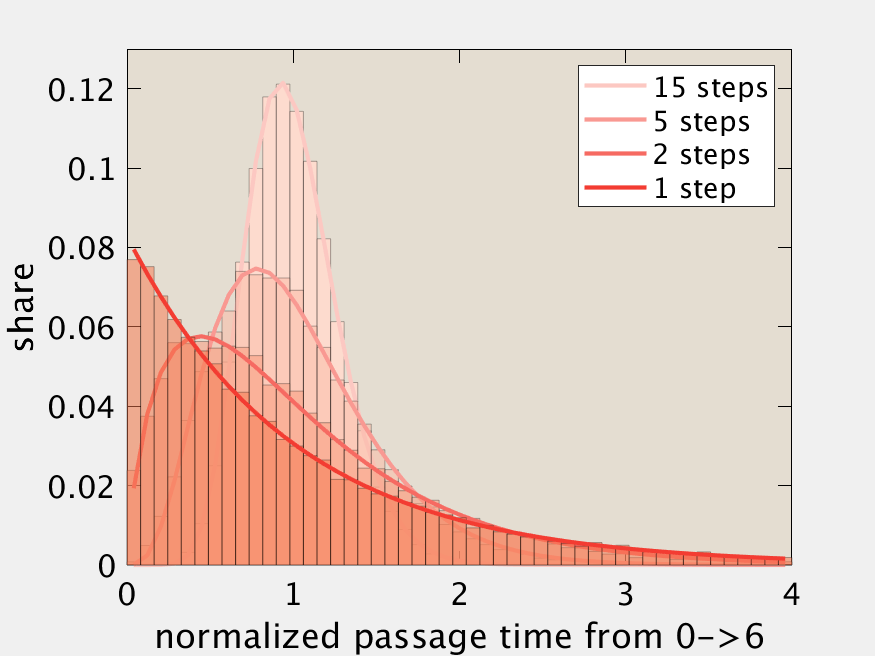 0.12
0.1
0.08
0.06
0.04
0.02
0
share
15 steps
5 steps
2 steps
1 step
0 1 2 3 4
normalized passage time from 0->6